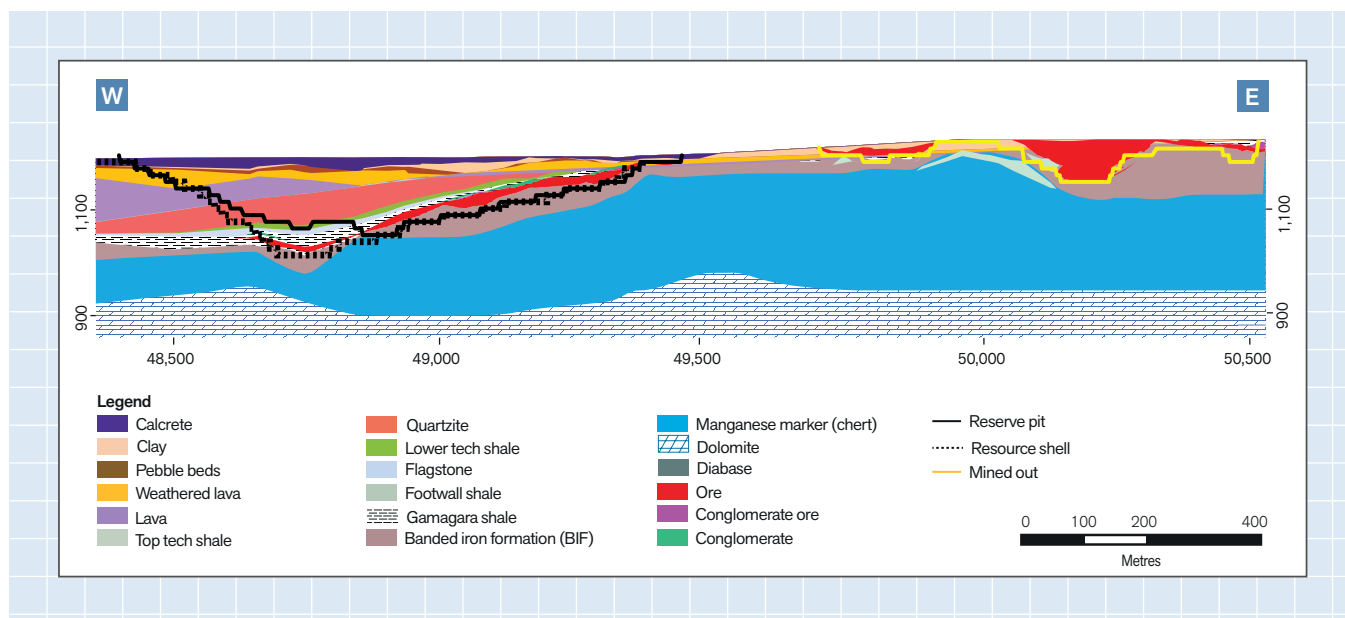 W
E
1,100
900
1,100
900
48,500
49,000
49,500
50,000
50,500
Legend
Calcrete
Clay
Pebble beds
Weathered lava
Lava
Top tech shale
Quartzite
Lower tech shale
Flagstone
Footwall shale
Gamagara shale
Banded iron formation (BIF)
Manganese marker (chert)
Dolomite
Diabase
Ore
Conglomerate ore
Conglomerate
Reserve pit
Resource shell
Mined out
0 100 200 400
Metres